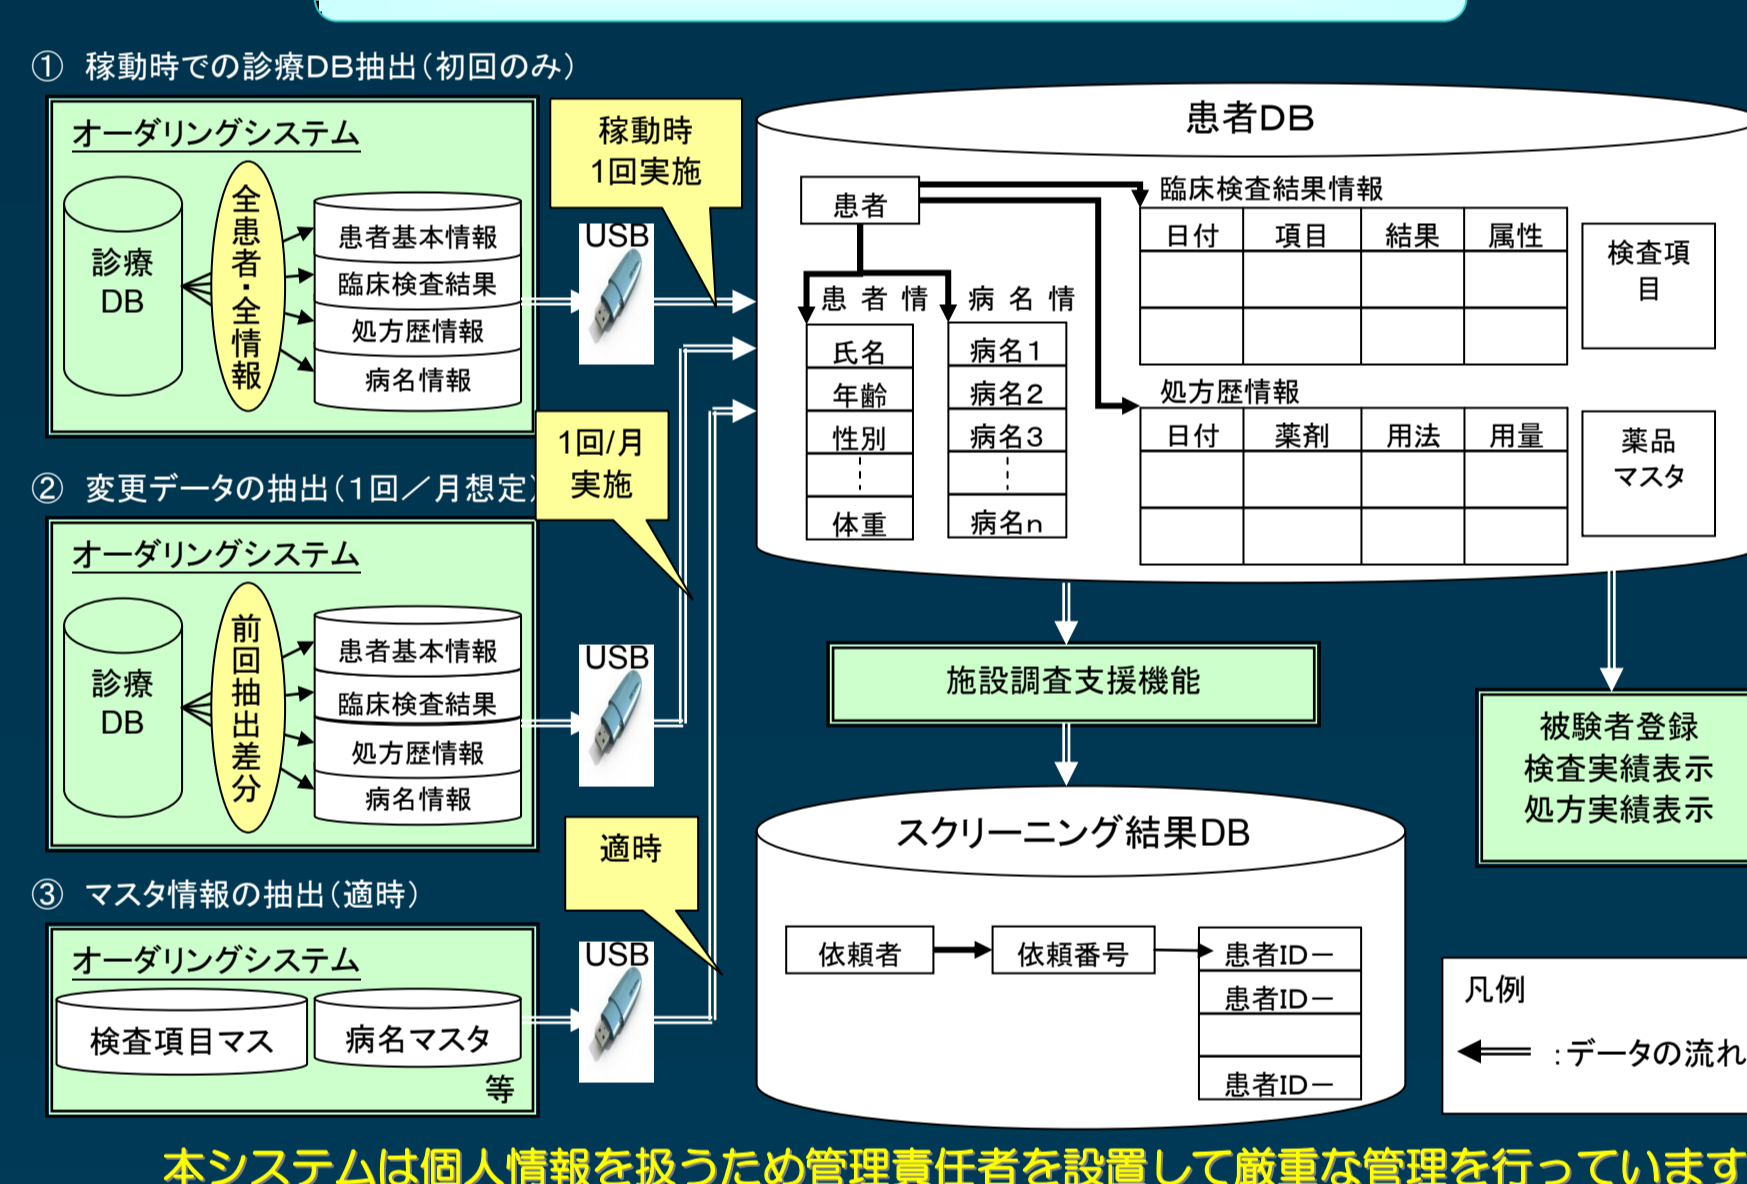 ① 稼動時での診療DB抽出(初回のみ)
オーダリングシステム
診療
DB
全患者・全情報
患者基本情報
臨床検査結果
処方歴情報
病名情報
稼動時
1回実施
USB
② 変更データの抽出(1回/月想定)
オーダリングシステム
診療
DB
前回抽出差分
患者基本情報
臨床検査結果
処方歴情報
病名情報
1回/月
実施
USB
③ マスタ情報の抽出(適時)
オーダリングシステム
検査項目マス
病名マスタ
等
適時
USB
患者DB
患者
患者情
氏名
年齢
性別
体重
病名情
病名1
病名2
病名3
病名n
臨床検査結果情報
日付 項目 結果 属性
検査項
目
処方歴情報
日付 薬剤 用法 用量
薬品
マスタ
施設調査支援機能
被験者登録
検査実績表示
処方実績表示
スクリーニング結果DB
依頼者
依頼番号
患者ID-
患者ID-
患者ID-
凡例
:データの流れ
本システムは個人情報を扱うため管理責任者を設置して厳重な管理を行っています